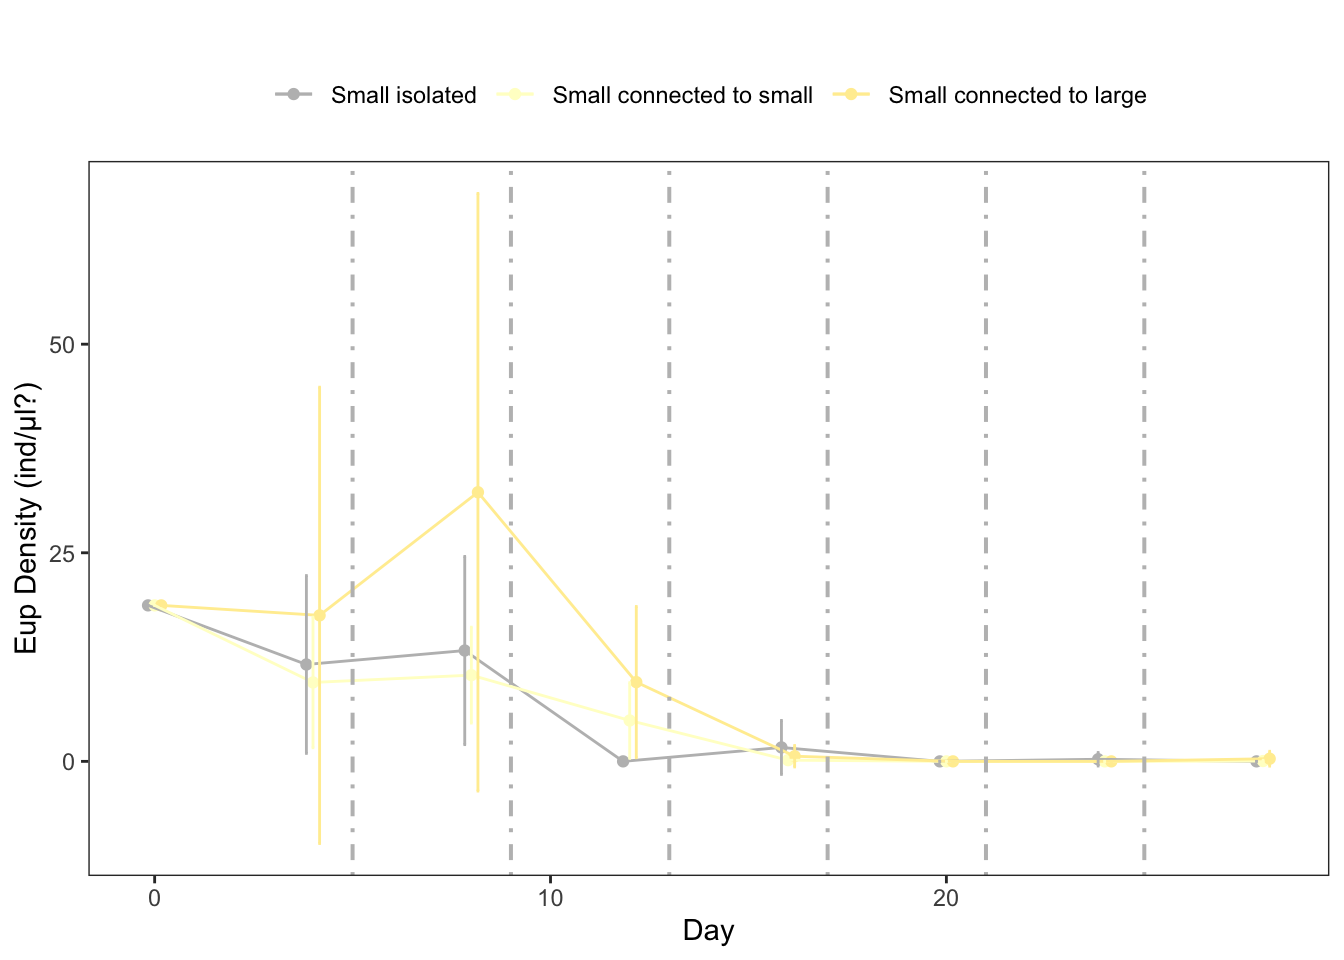 Small isolated Small connected to small Small connected to large
50
25
0
Eup Density (ind/µl?)
0 10 20
Day